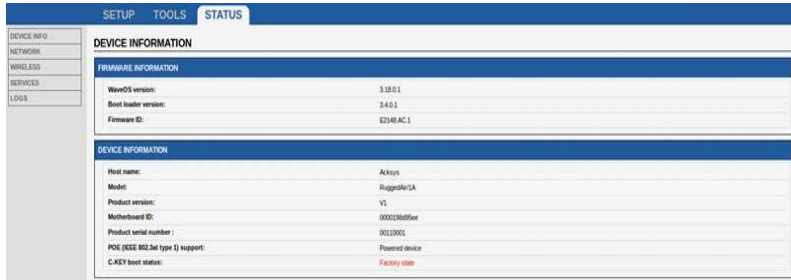 SETUP TOOLS STATUS
DEVICE INFO
NETWORK
WIRELESS
SERVICES
LOGS
DEVICE INFORMATION
FIRMWARE INFORMATION
WaveOS version: 3.18.0.1
Boot loader version: 3.4.0.1
Firmware ID: E2148.AC.1
DEVICE INFORMATION
Host name: Acksys
Model: RuggedAir/1A
Product version: V1
Motherboard ID: 0000198d95ee
Product serial number : 00110001
POE (IEEE 802.3at type 1) support: Powered device
C-KEY boot status: Factory state